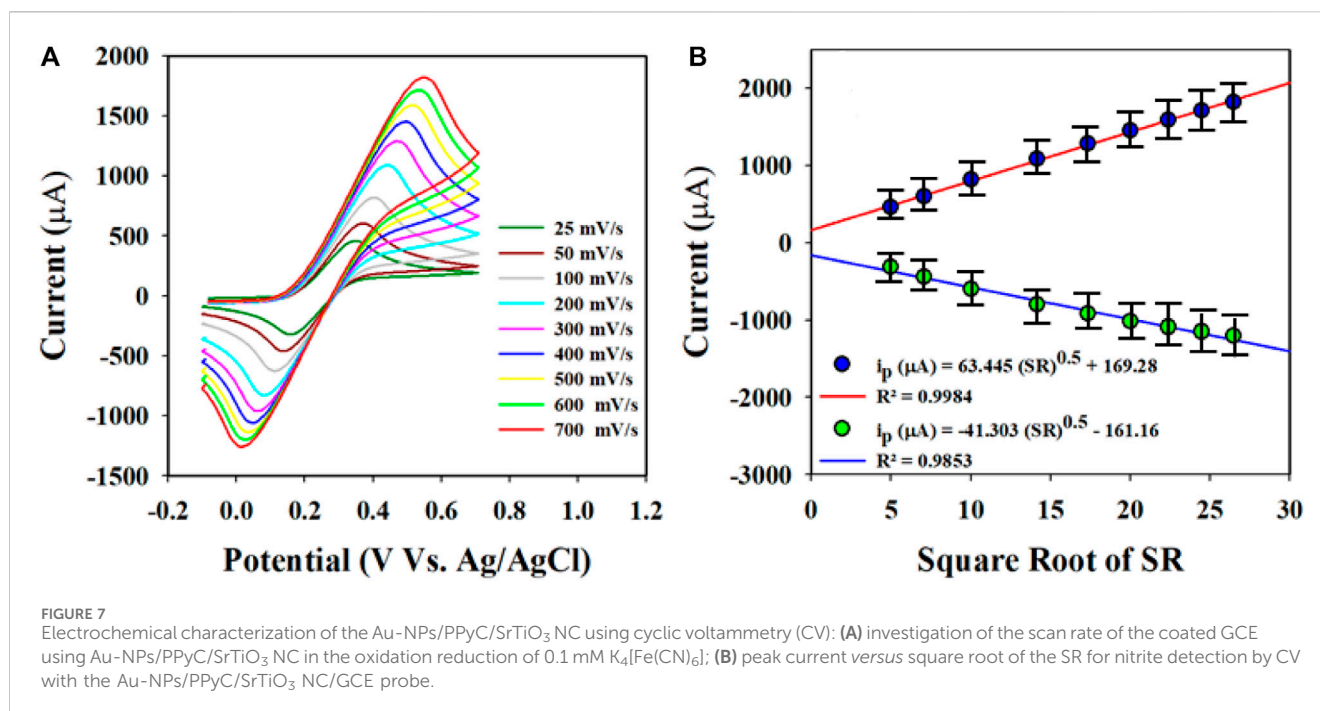 A
2000
1500
1000
500
0
-500
-1000
-1500
Current (µA)
-0.2 0.0 0.2 0.4 0.6 0.8 1.0 1.2
Potential (V Vs. Ag/AgCl)
25 mV/s
50 mV/s
100 mV/s
200 mV/s
300 mV/s
400 mV/s
500 mV/s
600 mV/s
700 mV/s
B
2000
1000
0
-1000
-2000
-3000
Current (µA)
0 5 10 15 20 25 30
Square Root of SR
ip (µA) = 63.445 (SR)^0.5 + 169.28
R² = 0.9984
ip (µA) = -41.303 (SR)^0.5 - 161.16
R² = 0.9853
FIGURE 7
Electrochemical characterization of the Au-NPs/PPyC/SrTiO₃ NC using cyclic voltammetry (CV): (A) investigation of the scan rate of the coated GCE
using Au-NPs/PPyC/SrTiO₃ NC in the oxidation reduction of 0.1 mM K₄[Fe(CN)₆]; (B) peak current versus square root of the SR for nitrite detection by CV
with the Au-NPs/PPyC/SrTiO₃ NC/GCE probe.